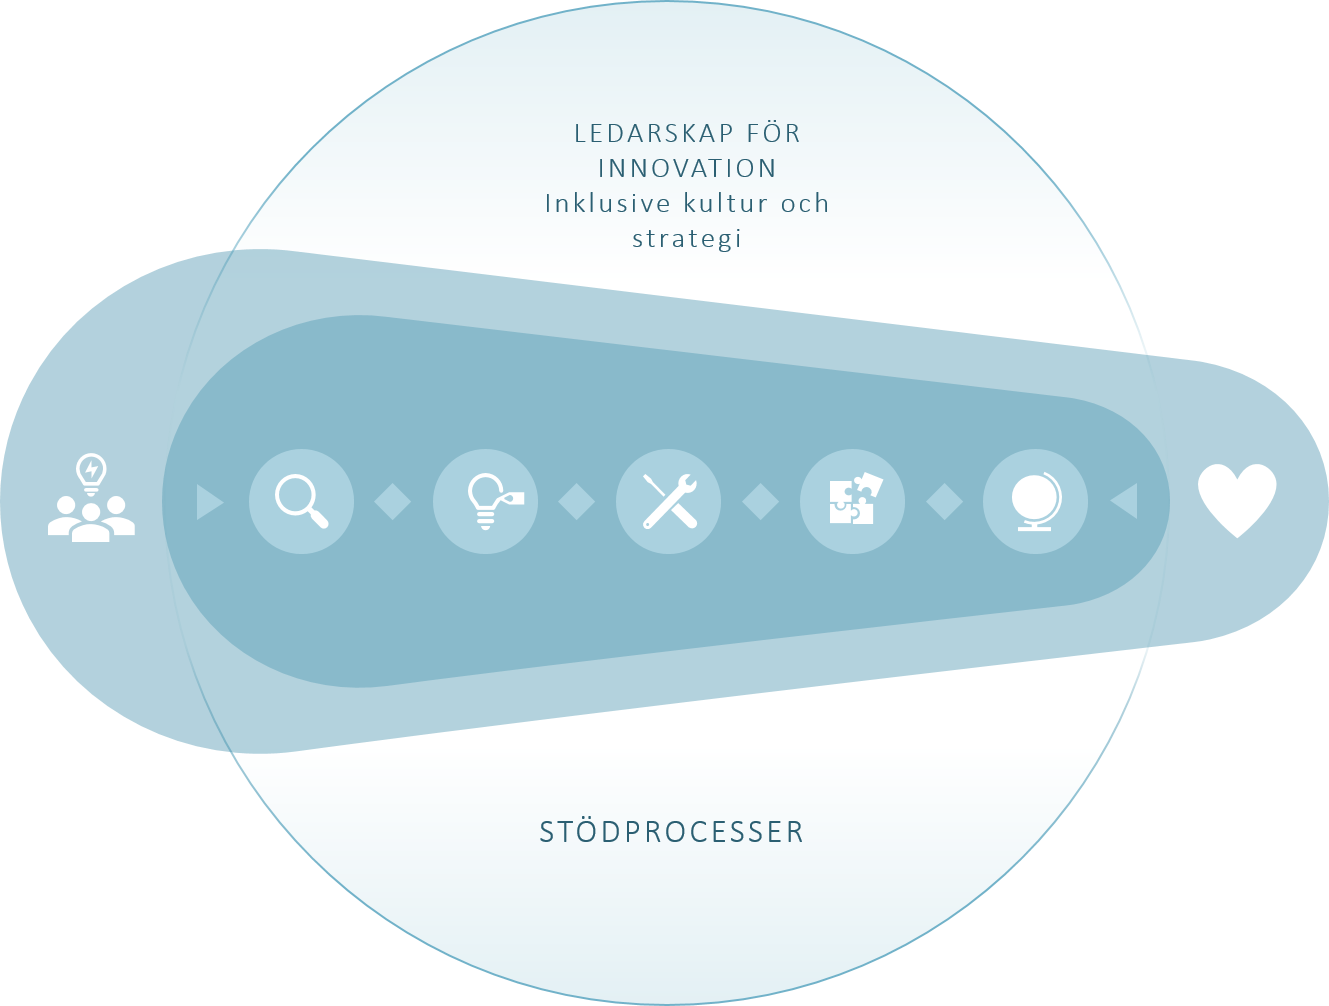 LEDARSKAP FÖR
INNOVATION
Inklusive kultur och
strategi
STÖDPROCESSER